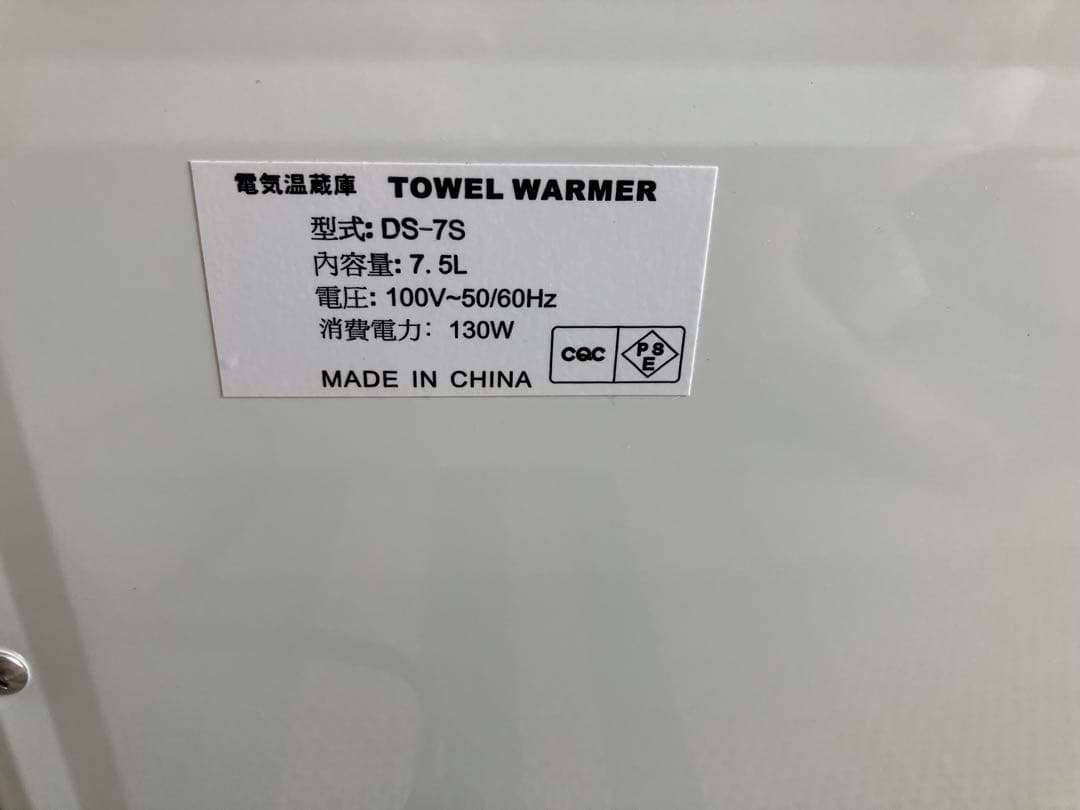 電気温蔵庫 TOWEL WARMER
型式: DS-7S
內容量: 7.5L
電圧: 100V~50/60Hz
消費電力: 130W
MADE IN CHINA
CQC
PSE